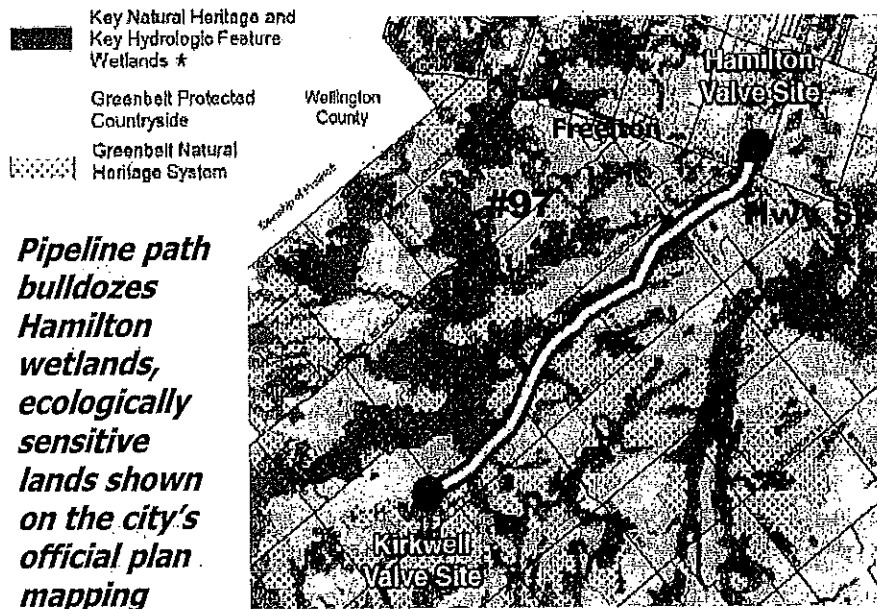 Key Natural Heritage and
Key Hydrologic Feature
Wetlands *
Greenbelt Protected
Countryside
Greenbelt Natural
Heritage System
Wellington
County
Pipeline path
bulldozes
Hamilton
wetlands,
ecologically
sensitive
lands shown
on the city's
official plan
mapping
Hamilton
Valve Site
Freelton
#97
Hwy
Kirkwell
Valve Site